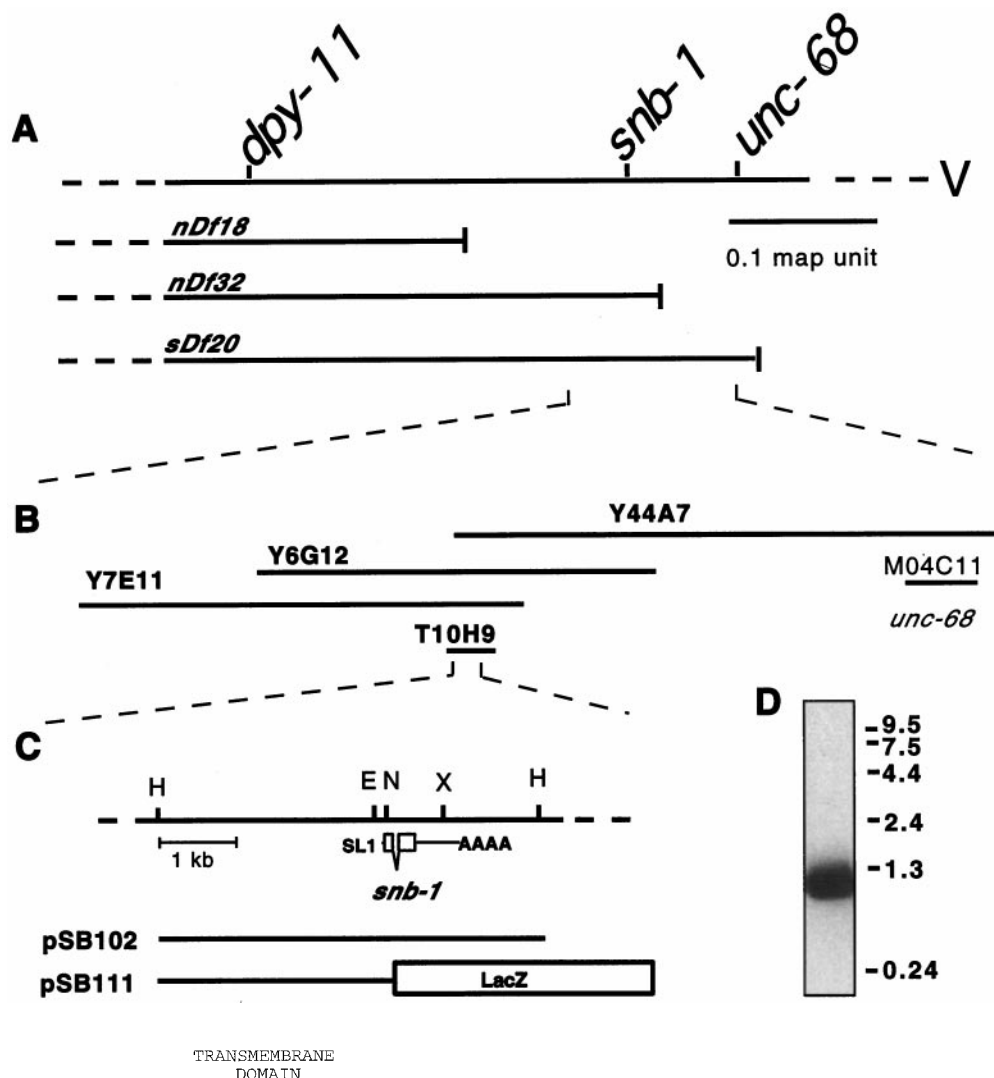 A
dpy-11
snb-1
unc-68
V
nDf18
0.1 map unit
nDf32
sDf20
B
Y44A7
Y6G12
M04C11
Y7E11
unc-68
T10H9
C
D
9.5
7.5
4.4
2.4
1.3
0.24
H
E N
X
H
1 kb
SL1
AAAA
snb-1
pSB102
pSB111
LacZ
TRANSMEMBRANE
DOMAIN